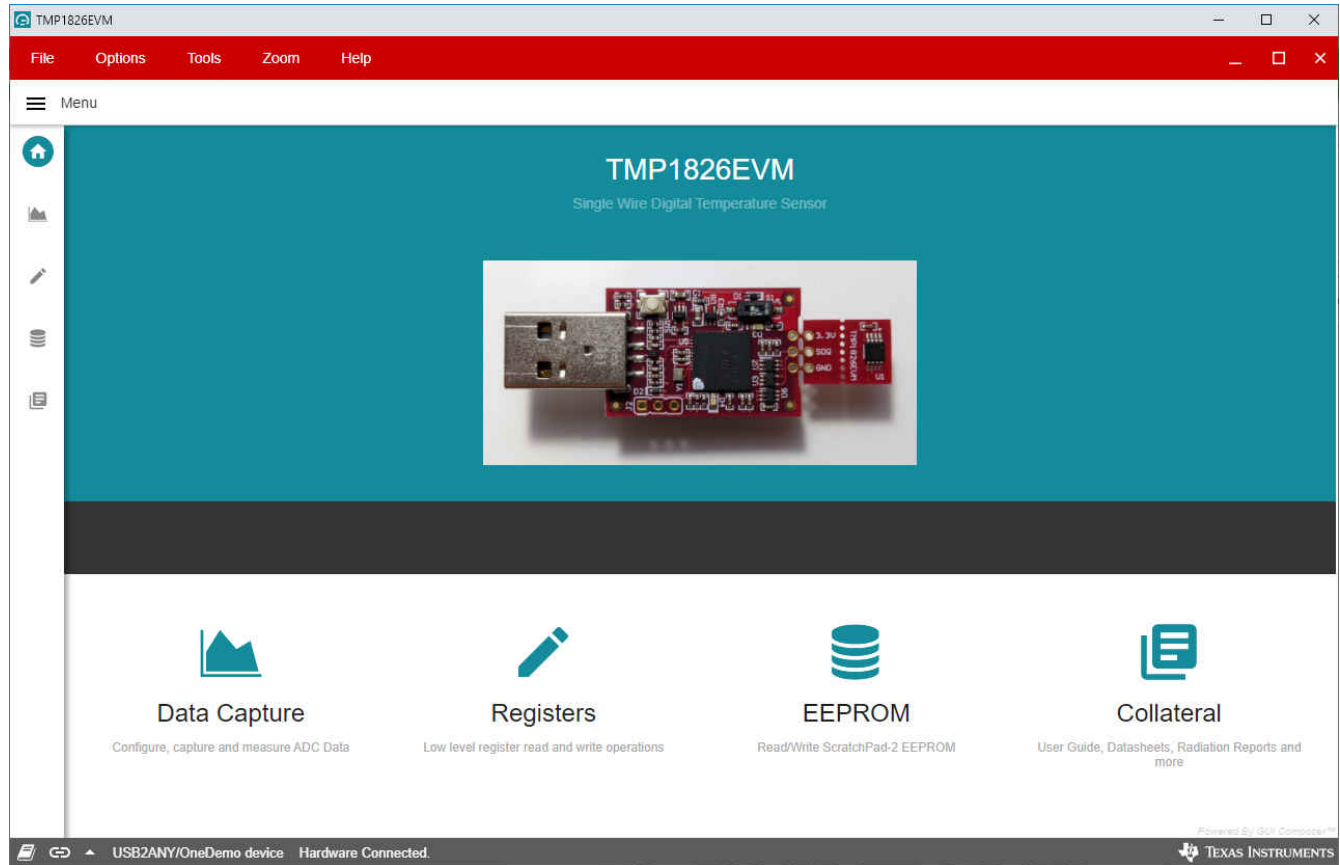 TMP1826EVM
File Options Tools Zoom Help
Menu
TMP1826EVM
Single Wire Digital Temperature Sensor
3.3V
SDQ
GND
TMP1826EVM
U1
Data Capture
Configure, capture and measure ADC Data
Registers
Low level register read and write operations
EEPROM
Read/Write ScratchPad-2 EEPROM
Collateral
User Guide, Datasheets, Radiation Reports and
more
Powered By GUI Composer™
USB2ANY/OneDemo device Hardware Connected.
TEXAS INSTRUMENTS